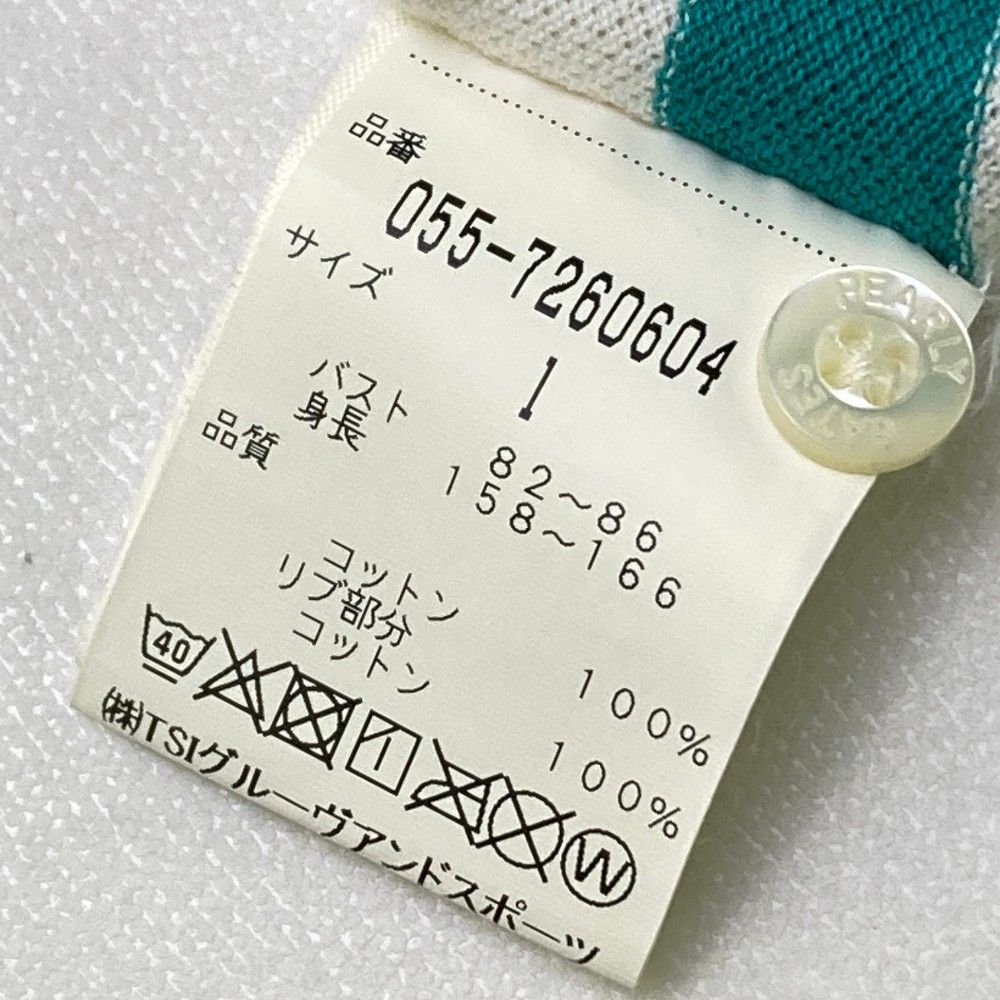 品番
055-7260604
サイズ
1
バスト 82～86
身長 158～166
品質
コットン 100%
リブ部分
コットン 100%
40
W
㈱TSIグルーヴアンドスポーツ
PEARLY
GATES